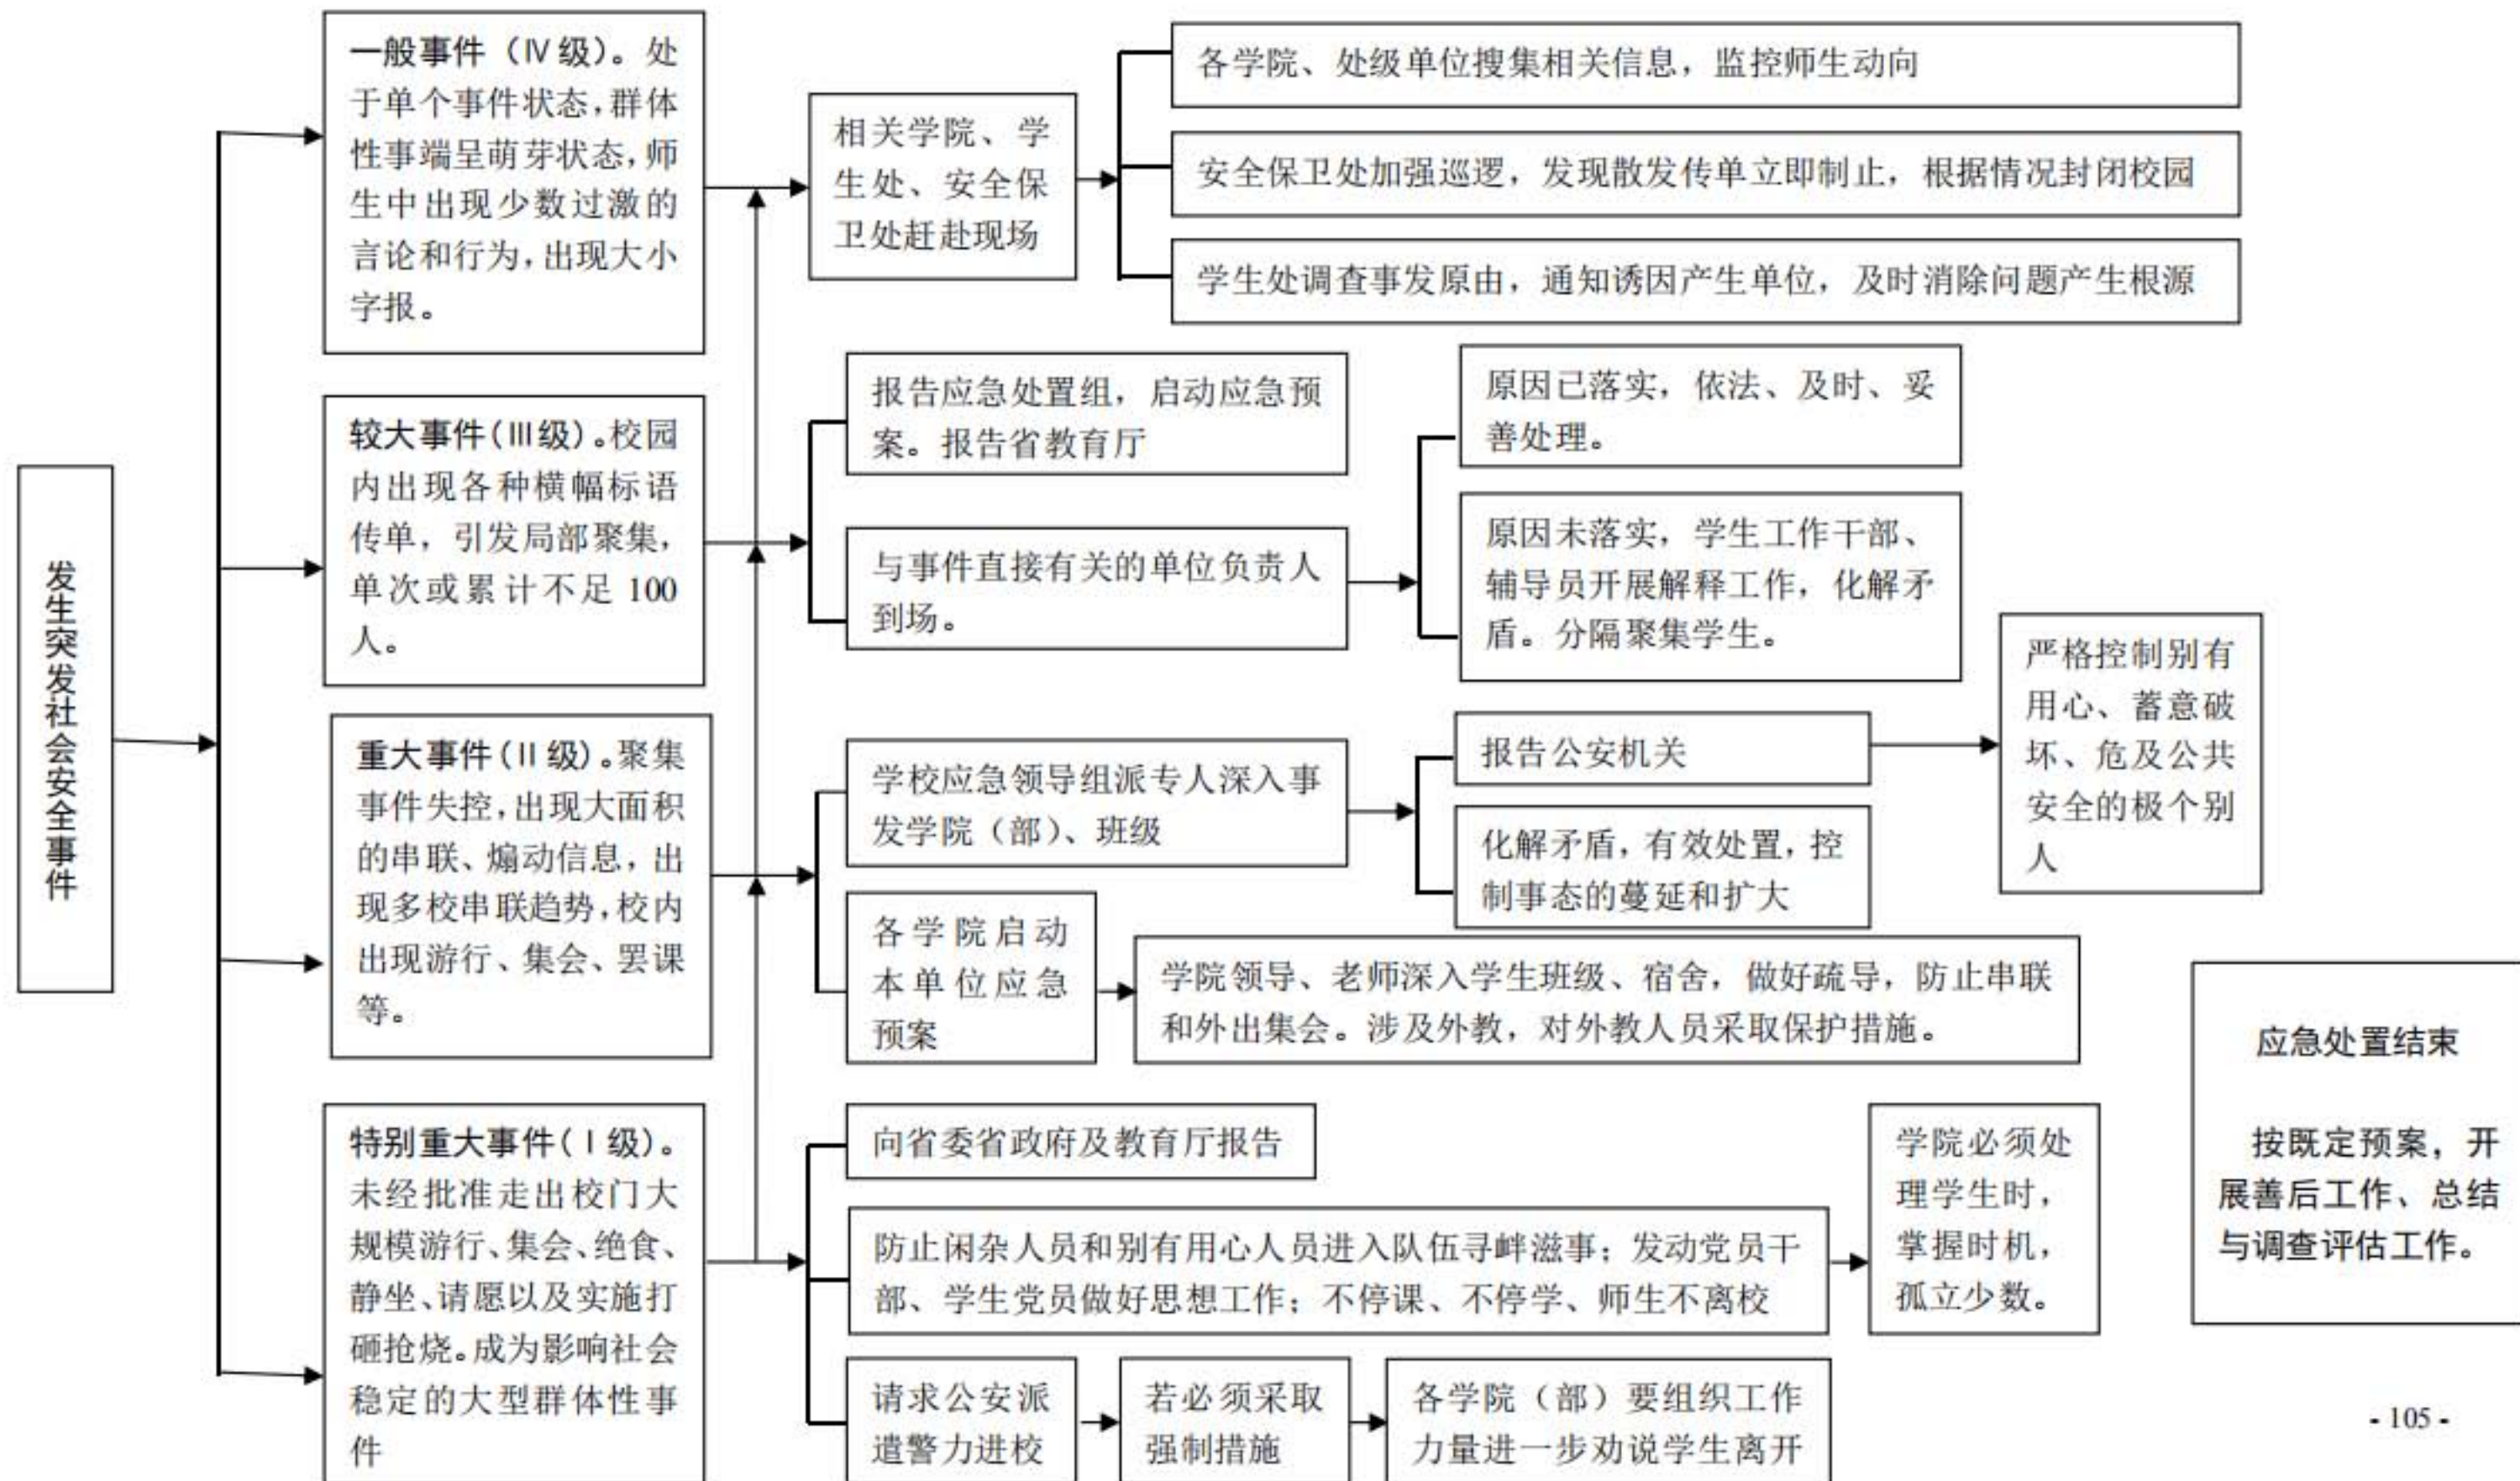 发生突发社会安全事件
一般事件（Ⅳ级）。处
于单个事件状态，群体
性事端呈萌芽状态，师
生中出现少数过激的
言论和行为，出现大小
字报。
相关学院、学
生处、安全保
卫处赶赴现场
各学院、处级单位搜集相关信息，监控师生动向
安全保卫处加强巡逻，发现散发传单立即制止，根据情况封闭校园
学生处调查事发原由，通知诱因产生单位，及时消除问题产生根源
较大事件（Ⅲ级）。校园
内出现各种横幅标语
传单，引发局部聚集，
单次或累计不足 100
人。
报告应急处置组，启动应急预
案。报告省教育厅
与事件直接有关的单位负责人
到场。
原因已落实，依法、及时、妥
善处理。
原因未落实，学生工作干部、
辅导员开展解释工作，化解矛
盾。分隔聚集学生。
重大事件（Ⅱ级）。聚集
事件失控，出现大面积
的串联、煽动信息，出
现多校串联趋势，校内
出现游行、集会、罢课
等。
学校应急领导组派专人深入事
发学院（部）、班级
报告公安机关
化解矛盾，有效处置，控
制事态的蔓延和扩大
严格控制别有
用心、蓄意破
坏、危及公共
安全的极个别
人
各学院启动
本单位应急
预案
学院领导、老师深入学生班级、宿舍，做好疏导，防止串联
和外出集会。涉及外教，对外教人员采取保护措施。
特别重大事件（Ⅰ级）。
未经批准走出校门大
规模游行、集会、绝食、
静坐、请愿以及实施打
砸抢烧。成为影响社会
稳定的大型群体性事
件
向省委省政府及教育厅报告
防止闲杂人员和别有用心人员进入队伍寻衅滋事；发动党员干
部、学生党员做好思想工作；不停课、不停学、师生不离校
学院必须处
理学生时，
掌握时机，
孤立少数。
请求公安派
遣警力进校
若必须采取
强制措施
各学院（部）要组织工作
力量进一步劝说学生离开
应急处置结束
按既定预案，开
展善后工作、总结
与调查评估工作。
- 105 -